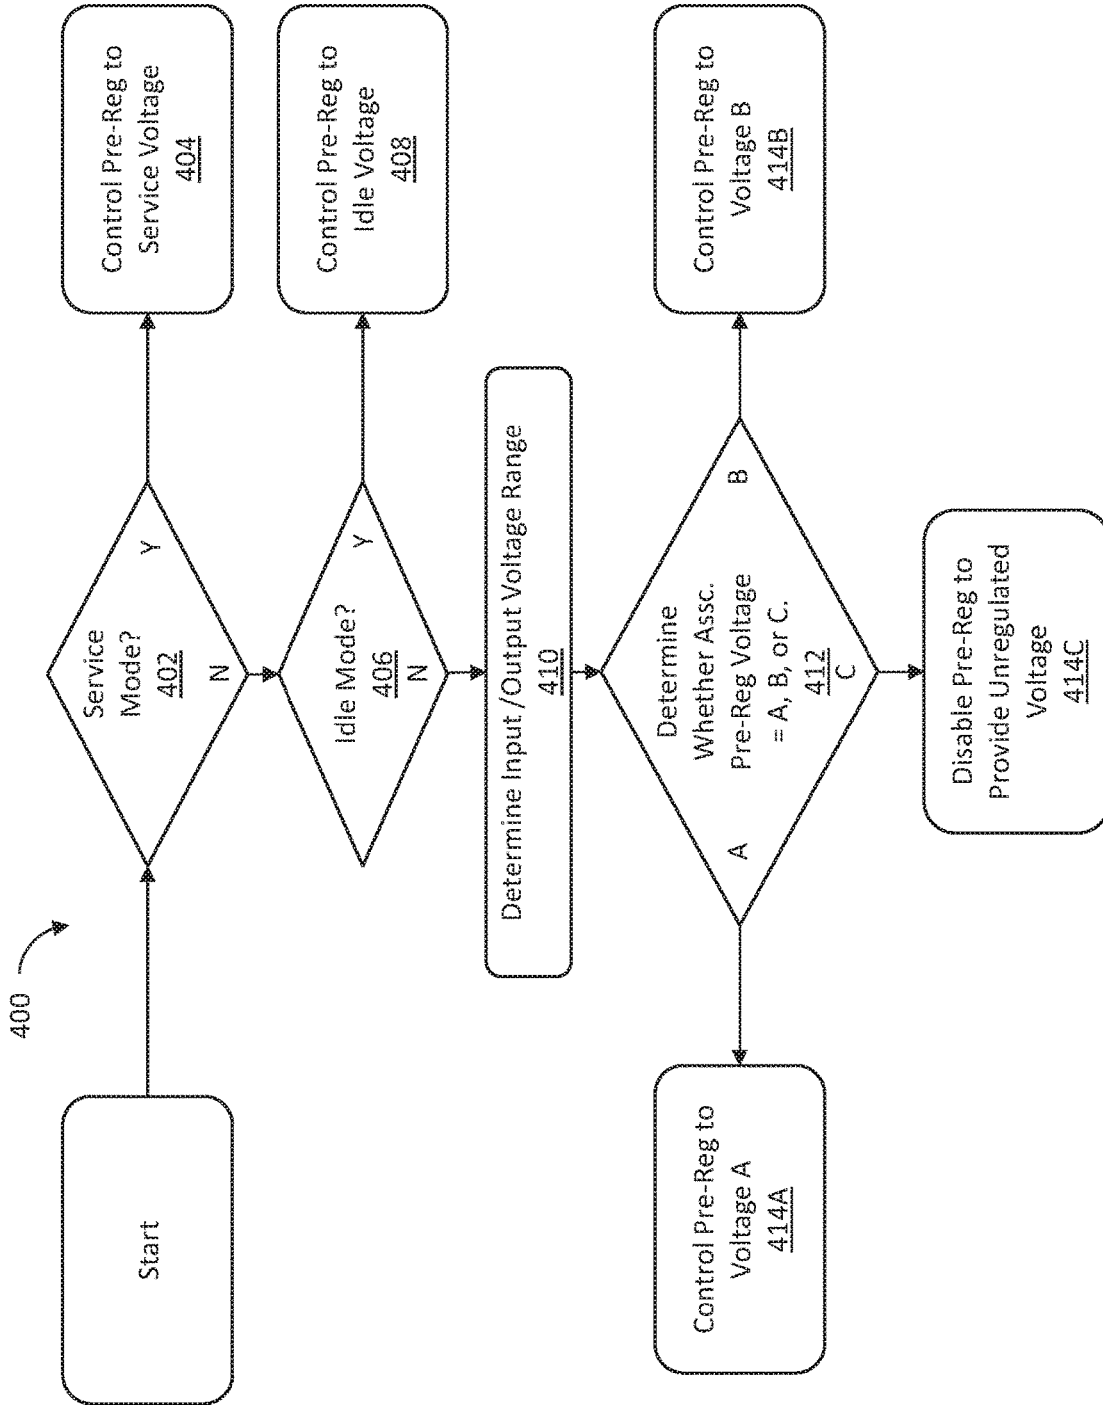 400
Start
Service
Mode?
402
Y
N
Control Pre-Reg to
Service Voltage
404
Idle Mode?
406
Y
N
Control Pre-Reg to
Idle Voltage
408
Determine Input /Output Voltage Range
410
Determine
Whether Assc.
Pre-Reg Voltage
= A, B, or C.
412
A
B
C
Control Pre-Reg to
Voltage A
414A
Control Pre-Reg to
Voltage B
414B
Disable Pre-Reg to
Provide Unregulated
Voltage
414C